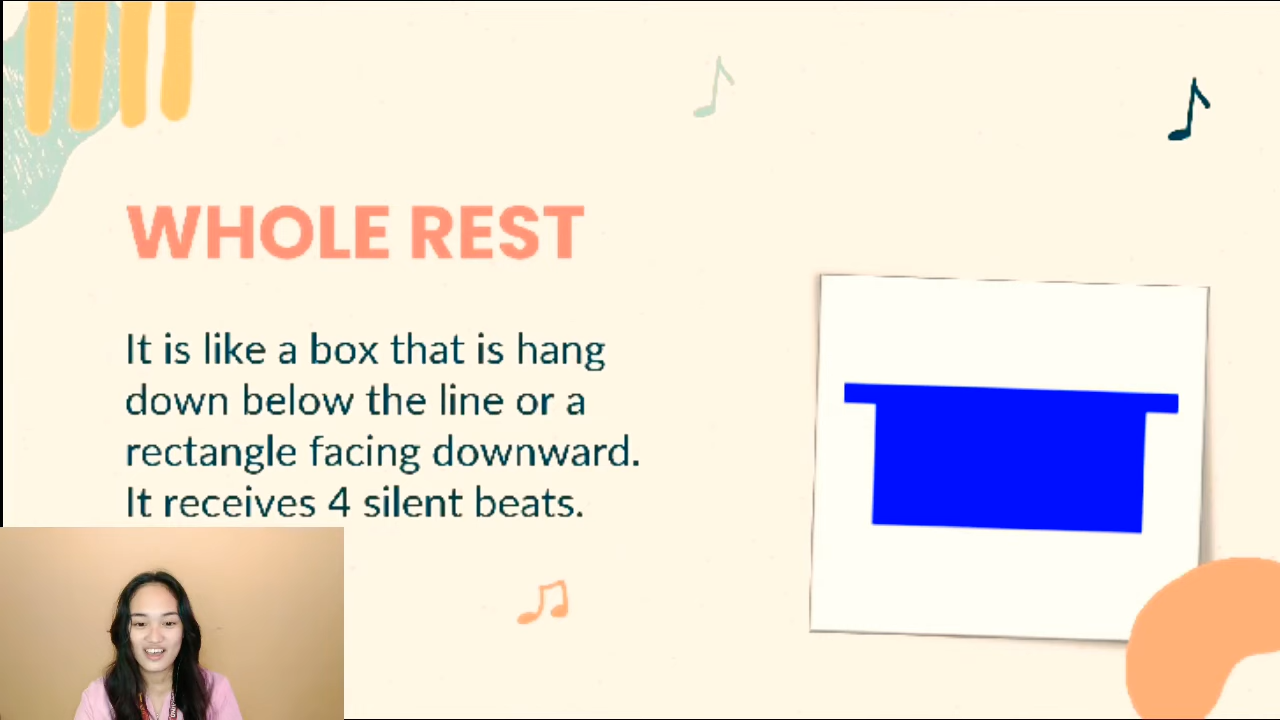 WHOLE REST
It is like a box that is hang
down below the line or a
rectangle facing downward.
It receives 4 silent beats.